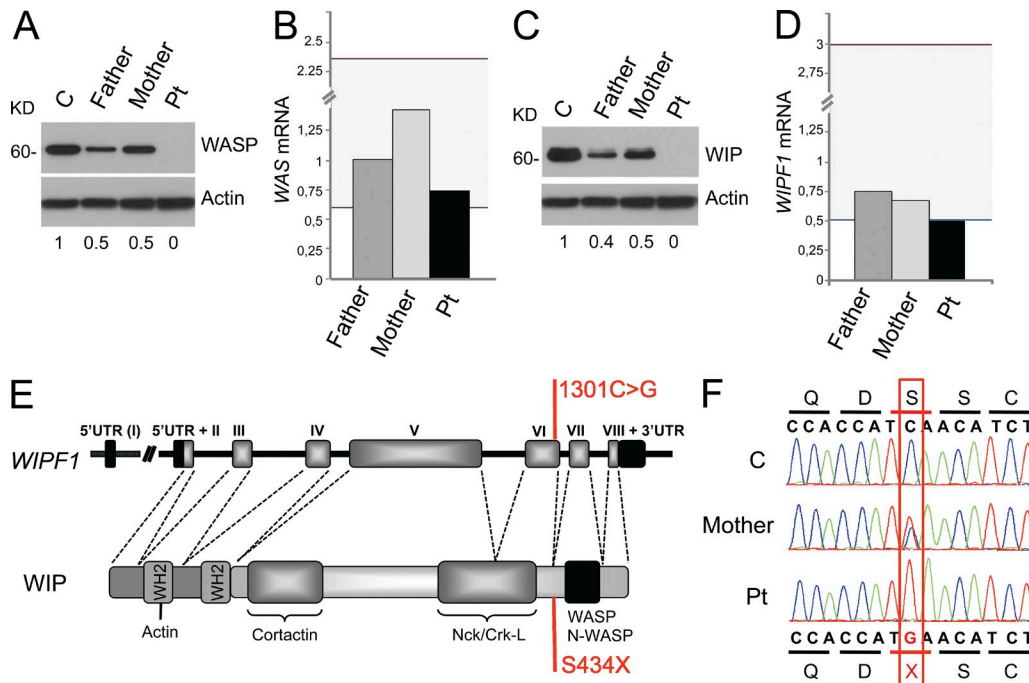 A
C
Father
Mother
Pt
KD
60-
WASP
Actin
1 0.5 0.5 0
B
WAS mRNA
2.5
2.25
1,25
1
0,75
0,5
0,25
0
Father
Mother
Pt
C
C
Father
Mother
Pt
KD
60-
WIP
Actin
1 0.4 0.5 0
D
WIPF1 mRNA
3
2,75
1,25
1
0,75
0,5
0,25
0
Father
Mother
Pt
E
1301C>G
5'UTR (I) 5'UTR + II III IV V VI VII VIII + 3'UTR
WIPF1
WIP
WH2
WH2
Actin
Cortactin
Nck/Crk-L
WASP
N-WASP
S434X
F
Q D S S C
C C A C C A T C A A C A T C T
C
Mother
Pt
C C A C C A T G A A C A T C T
Q D X S C